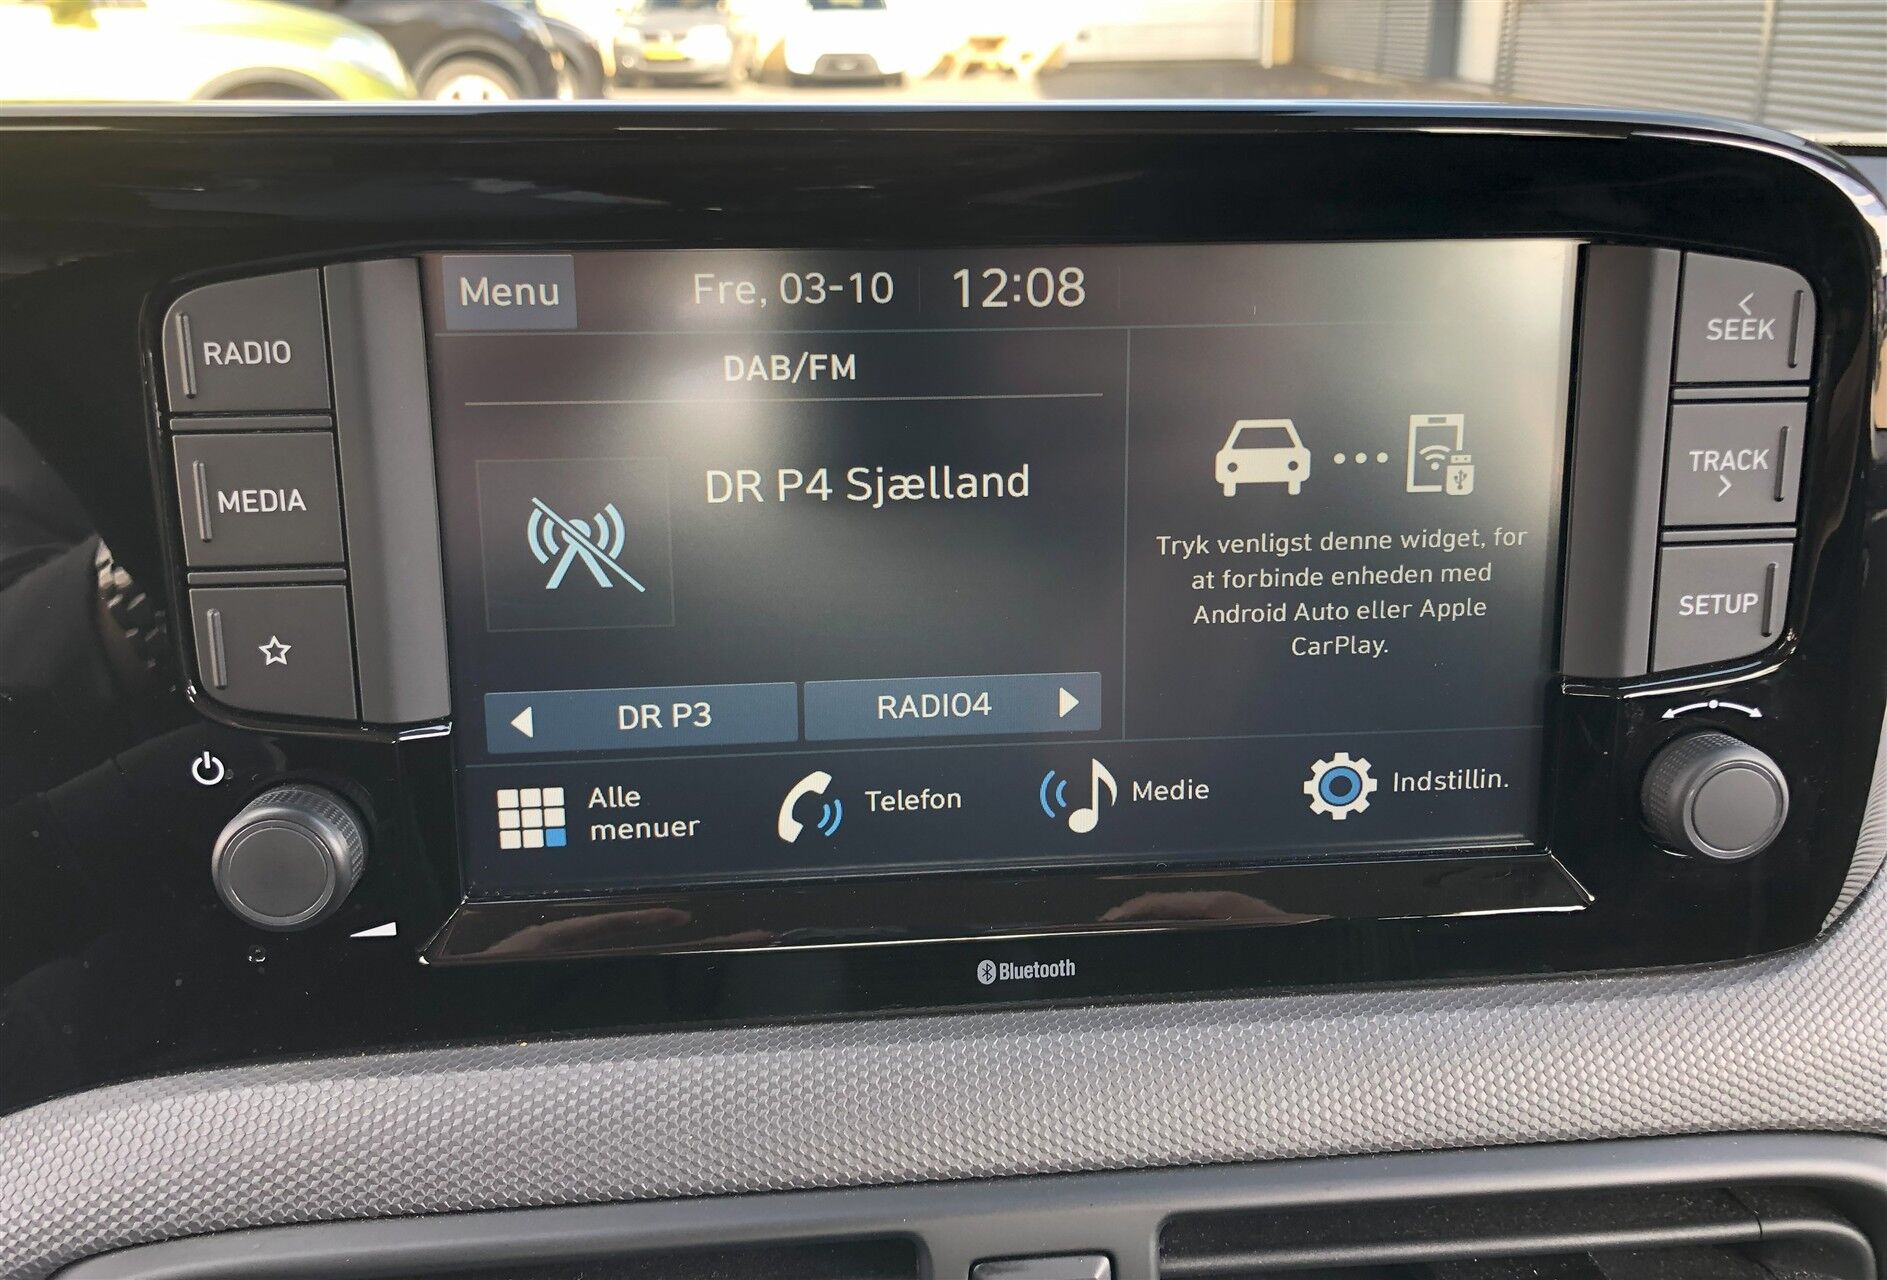 Menu Fre, 03-10 12:08
DAB/FM
DR P4 Sjælland
DR P3
RADIO4
Tryk venligst denne widget, for
at forbinde enheden med
Android Auto eller Apple
CarPlay.
Alle
menuer
Telefon
Medie
Indstillin.
RADIO
MEDIA
SEEK
TRACK
SETUP
Bluetooth